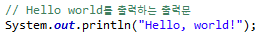 // Hello world를 출력하는 출력문
System.out.println("Hello, world!");